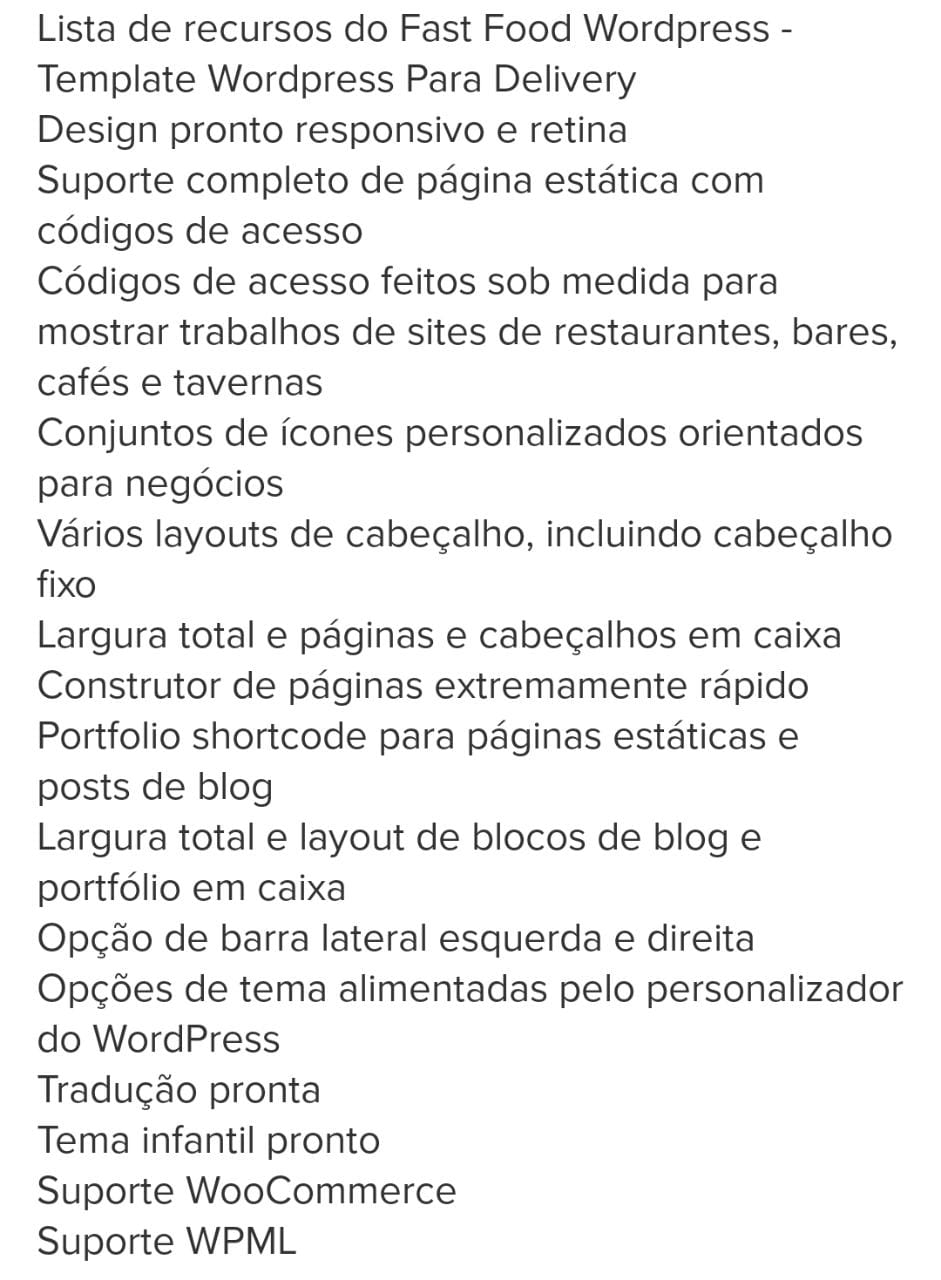 Lista de recursos do Fast Food Wordpress -
Template Wordpress Para Delivery
Design pronto responsivo e retina
Suporte completo de página estática com
códigos de acesso
Códigos de acesso feitos sob medida para
mostrar trabalhos de sites de restaurantes, bares,
cafés e tavernas
Conjuntos de ícones personalizados orientados
para negócios
Vários layouts de cabeçalho, incluindo cabeçalho
fixo
Largura total e páginas e cabeçalhos em caixa
Construtor de páginas extremamente rápido
Portfolio shortcode para páginas estáticas e
posts de blog
Largura total e layout de blocos de blog e
portfólio em caixa
Opção de barra lateral esquerda e direita
Opções de tema alimentadas pelo personalizador
do WordPress
Tradução pronta
Tema infantil pronto
Suporte WooCommerce
Suporte WPML